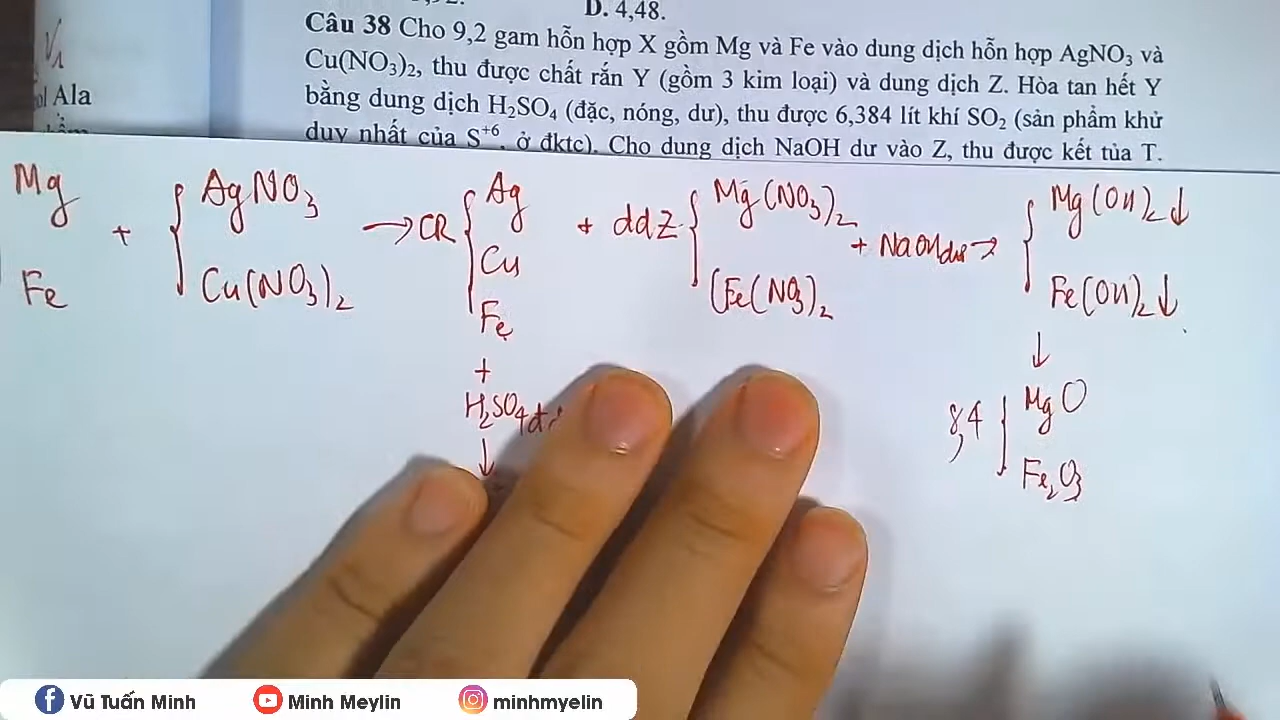 D. 4,48.
Câu 38 Cho 9,2 gam hỗn hợp X gồm Mg và Fe vào dung dịch hỗn hợp AgNO₃ và
Cu(NO₃)₂, thu được chất rắn Y (gồm 3 kim loại) và dung dịch Z. Hòa tan hết Y
bằng dung dịch H₂SO₄ (đặc, nóng, dư), thu được 6,384 lít khí SO₂ (sản phẩm khử
duy nhất của S⁺⁶, ở đktc). Cho dung dịch NaOH dư vào Z, thu được kết tủa T.
Ala
Mg
Fe
+
AgNO₃
Cu(NO₃)₂
→ CR
Ag
Cu
Fe
+ ddZ
Mg(NO₃)₂
Fe(NO₃)₂
+ NaOH dư →
Mg(OH)₂↓
Fe(OH)₂↓
↓
8,4
MgO
Fe₂O₃
+
H₂SO₄
↓
Vũ Tuấn Minh
Minh Meylin
minhmyelin